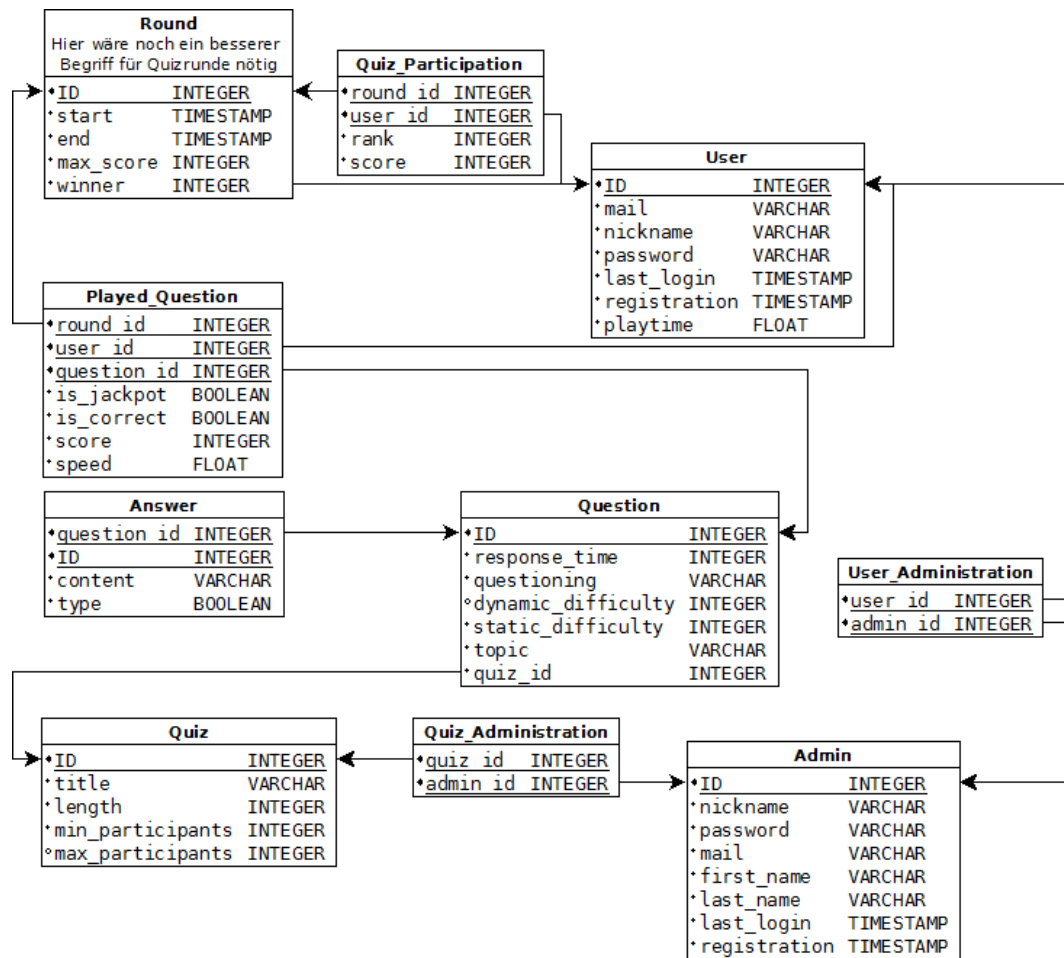 Round
Hier wäre noch ein besserer
Begriff für Quizrunde nötig
ID INTEGER
start TIMESTAMP
end TIMESTAMP
max_score INTEGER
winner INTEGER
Quiz_Participation
round_id INTEGER
user_id INTEGER
rank INTEGER
score INTEGER
User
ID INTEGER
mail VARCHAR
nickname VARCHAR
password VARCHAR
last_login TIMESTAMP
registration TIMESTAMP
playtime FLOAT
Played_Question
round_id INTEGER
user_id INTEGER
question_id INTEGER
is_jackpot BOOLEAN
is_correct BOOLEAN
score INTEGER
speed FLOAT
Answer
question_id INTEGER
ID INTEGER
content VARCHAR
type BOOLEAN
Question
ID INTEGER
response_time INTEGER
questioning VARCHAR
dynamic_difficulty INTEGER
static_difficulty INTEGER
topic VARCHAR
quiz_id INTEGER
User_Administration
user_id INTEGER
admin_id INTEGER
Quiz
ID INTEGER
title VARCHAR
length INTEGER
min_participants INTEGER
max_participants INTEGER
Quiz_Administration
quiz_id INTEGER
admin_id INTEGER
Admin
ID INTEGER
nickname VARCHAR
password VARCHAR
mail VARCHAR
first_name VARCHAR
last_name VARCHAR
last_login TIMESTAMP
registration TIMESTAMP